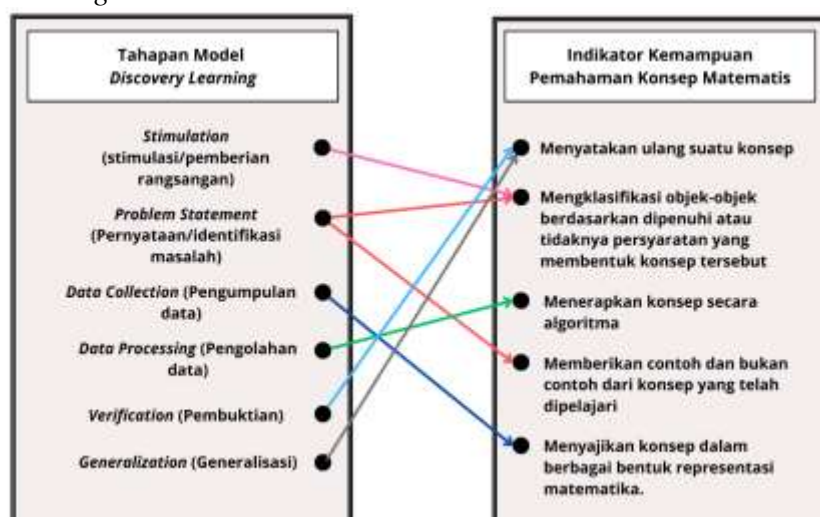 Tahapan Model
Discovery Learning
Stimulation
(stimulasi/pemberian
rangsangan)
Problem Statement
(Pernyataan/identifikasi
masalah)
Data Collection (Pengumpulan
data)
Data Processing (Pengolahan
data)
Verification (Pembuktian)
Generalization (Generalisasi)
Indikator Kemampuan
Pemahaman Konsep Matematis
Menyatakan ulang suatu konsep
Mengklasifikasi objek-objek
berdasarkan dipenuhi atau
tidaknya persyaratan yang
membentuk konsep tersebut
Menerapkan konsep secara
algoritma
Memberikan contoh dan bukan
contoh dari konsep yang telah
dipelajari
Menyajikan konsep dalam
berbagai bentuk representasi
matematika.